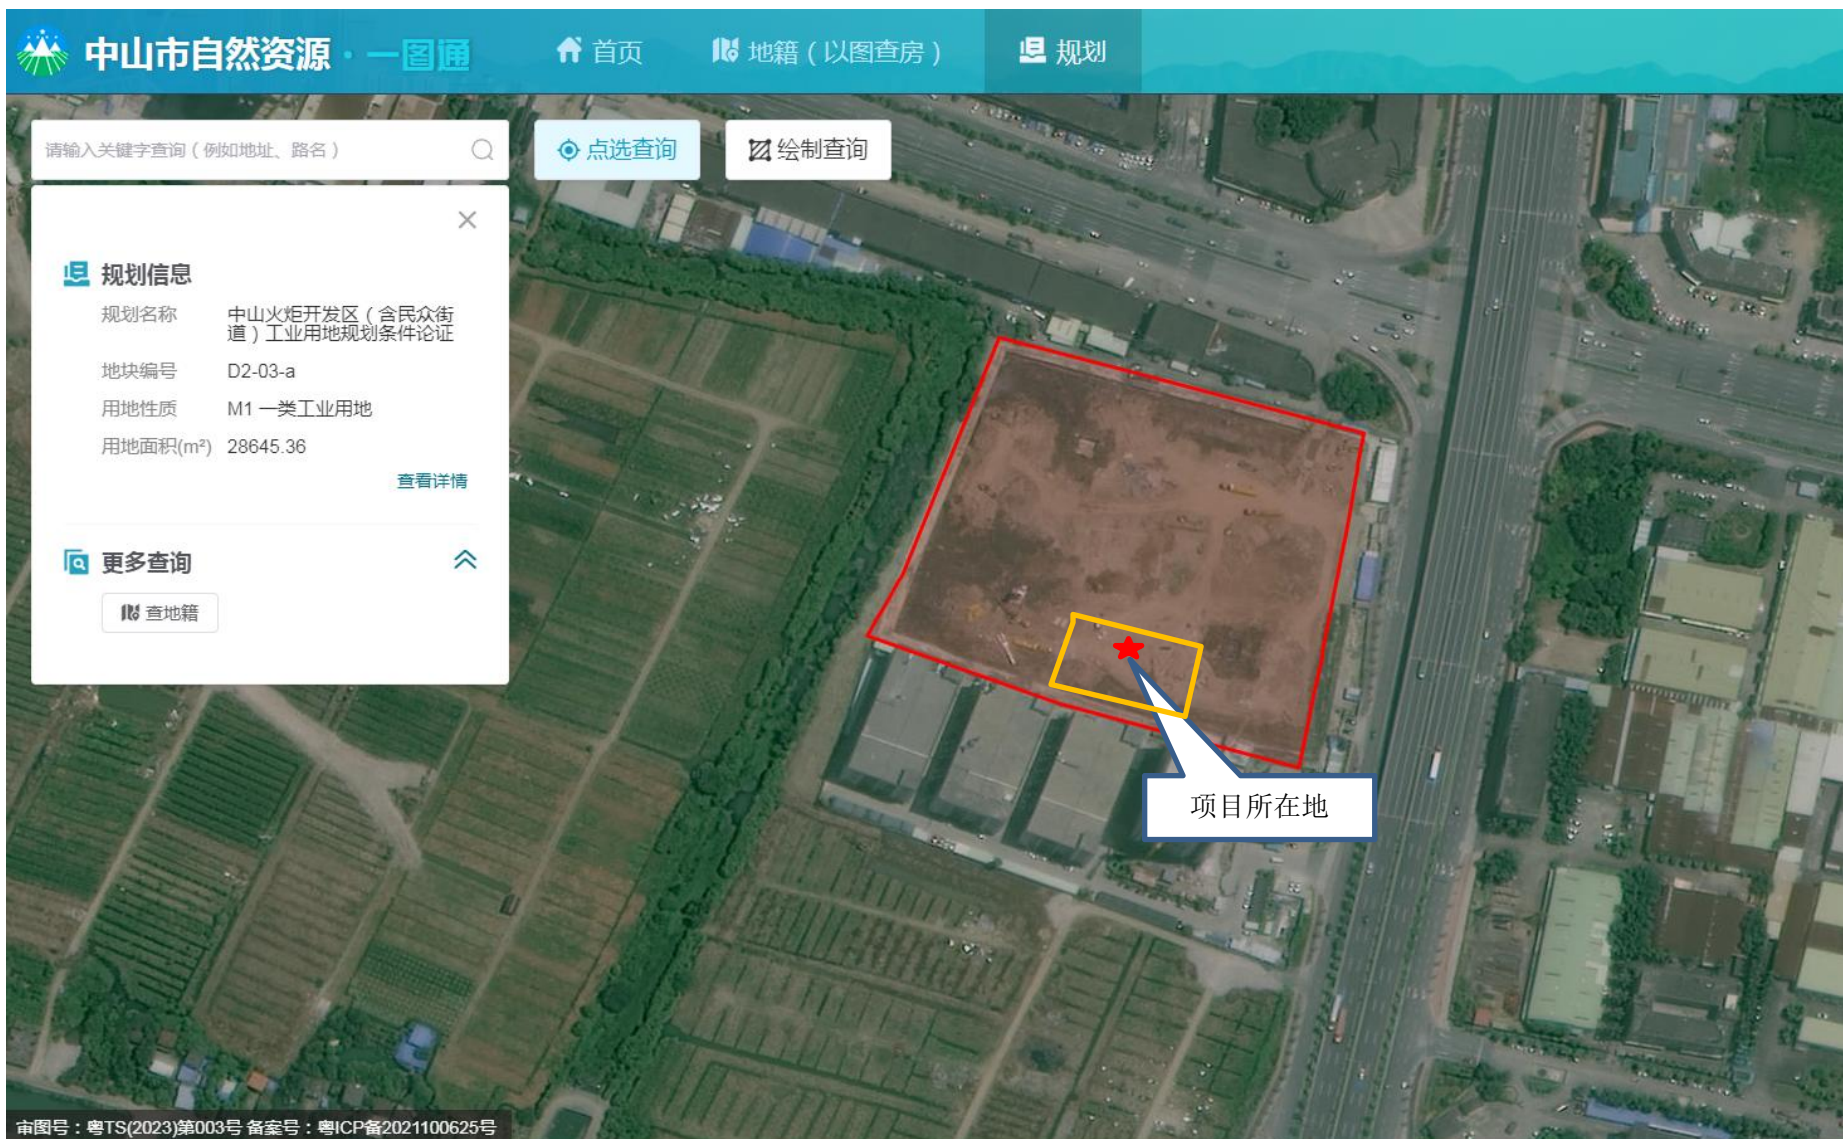 中山市自然资源·一图通
首页
地籍（以图查房）
规划
请输入关键字查询（例如地址、路名）
点选查询
绘制查询
规划信息
规划名称 中山火炬开发区（含民众街
道）工业用地规划条件论证
地块编号 D2-03-a
用地性质 M1 一类工业用地
用地面积(m²) 28645.36
查看详情
更多查询
查地籍
项目所在地
审图号：粤TS(2023)第003号 备案号：粤ICP备2021100625号